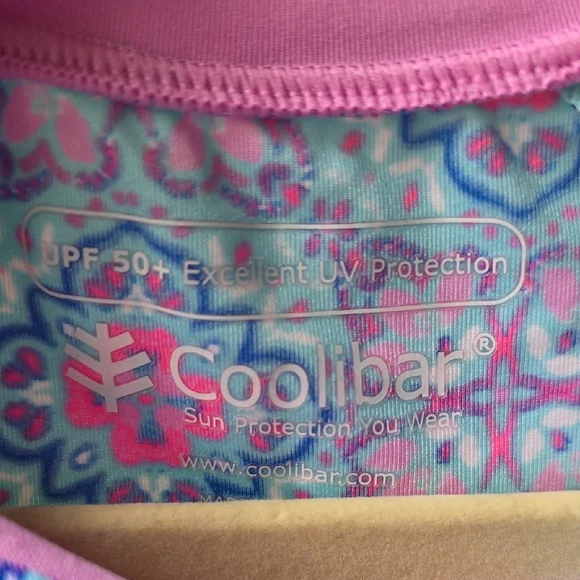 UPF 50+ Excellent UV Protection
Coolibar®
Sun Protection You Wear
www.coolibar.com